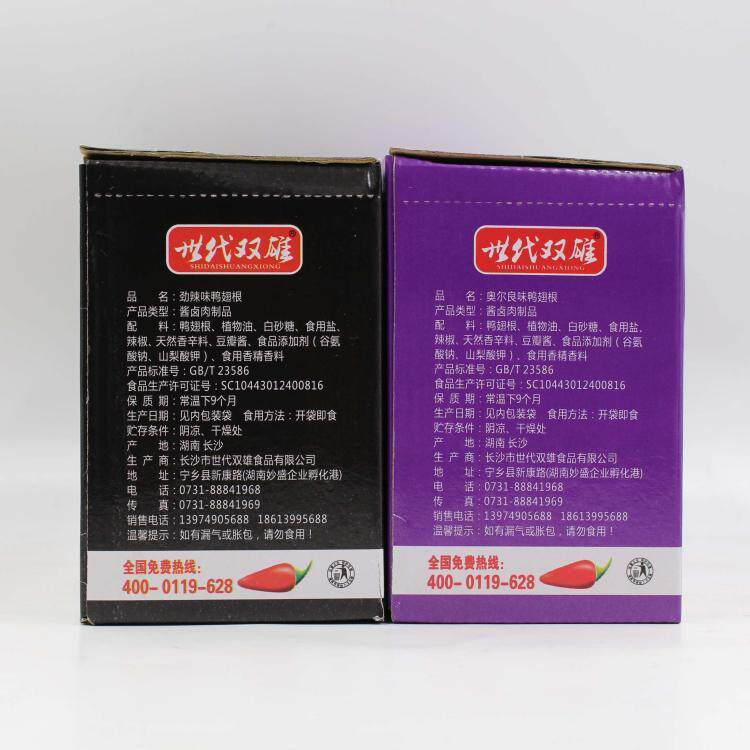 世代双雄®
SHIDAISHUANGXIONG
品 名：劲辣味鸭翅根
产品类型：酱卤肉制品
配 料：鸭翅根、植物油、白砂糖、食用盐、
辣椒、天然香辛料、豆瓣酱、食品添加剂（谷氨
酸钠、山梨酸钾）、食用香精香料
产品标准号：GB/T 23586
食品生产许可证号：SC10443012400816
保 质 期：常温下9个月
生产日期：见内包装袋 食用方法：开袋即食
贮存条件：阴凉、干燥处
产 地：湖南 长沙
生 产 商：长沙市世代双雄食品有限公司
地 址：宁乡县新康路(湖南妙盛企业孵化港)
电 话：0731-88841968
传 真：0731-88841969
销售电话：13974905688 18613995688
温馨提示：如有漏气或胀包，请勿食用！
全国免费热线：
400-0119-628
世代双雄®
SHIDAISHUANGXIONG
品 名：奥尔良味鸭翅根
产品类型：酱卤肉制品
配 料：鸭翅根、植物油、白砂糖、食用盐、
辣椒、天然香辛料、豆瓣酱、食品添加剂（谷氨
酸钠、山梨酸钾）、食用香精香料
产品标准号：GB/T 23586
食品生产许可证号：SC10443012400816
保 质 期：常温下9个月
生产日期：见内包装袋 食用方法：开袋即食
贮存条件：阴凉、干燥处
产 地：湖南 长沙
生 产 商：长沙市世代双雄食品有限公司
地 址：宁乡县新康路(湖南妙盛企业孵化港)
电 话：0731-88841968
传 真：0731-88841969
销售电话：13974905688 18613995688
温馨提示：如有漏气或胀包，请勿食用！
全国免费热线：
400-0119-628